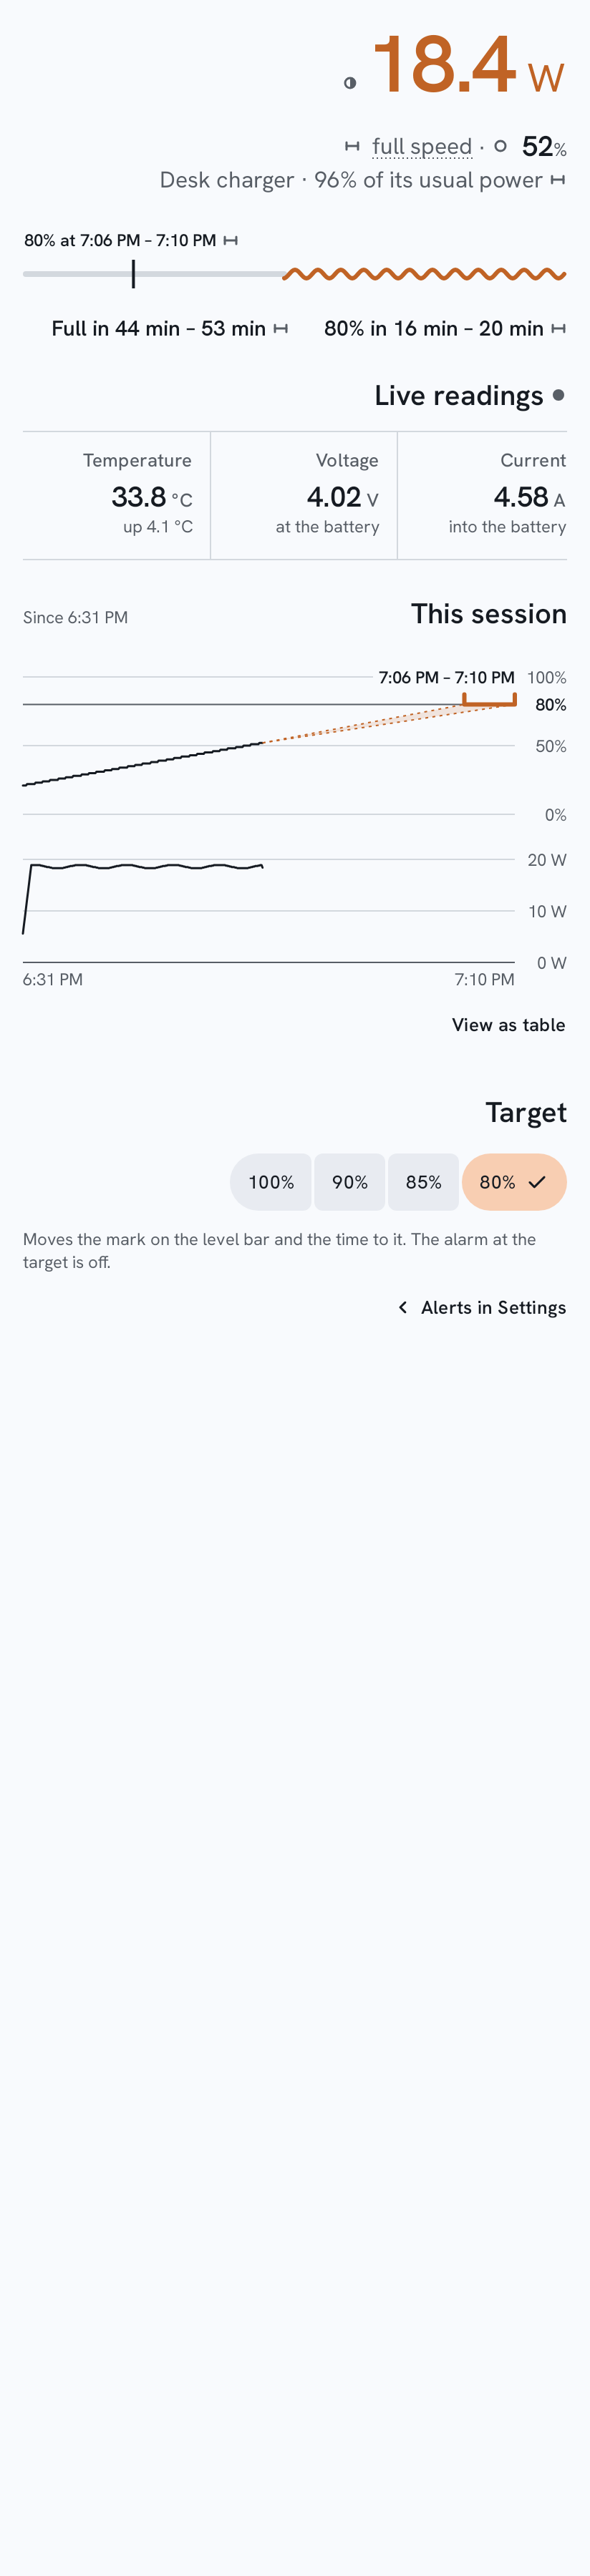 18.4 W
full speed · 52%
Desk charger · 96% of its usual power
80% at 7:06 PM – 7:10 PM
80% in 16 min – 20 min
Full in 44 min – 53 min
Live readings
Current
4.58 A
into the battery
Voltage
4.02 V
at the battery
Temperature
33.8 °C
up 4.1 °C
This session
Since 6:31 PM
7:06 PM – 7:10 PM
100%
80%
50%
0%
20 W
10 W
0 W
6:31 PM
7:10 PM
View as table
Target
80%
85%
90%
100%
Moves the mark on the level bar and the time to it. The alarm at the
target is off.
Alerts in Settings